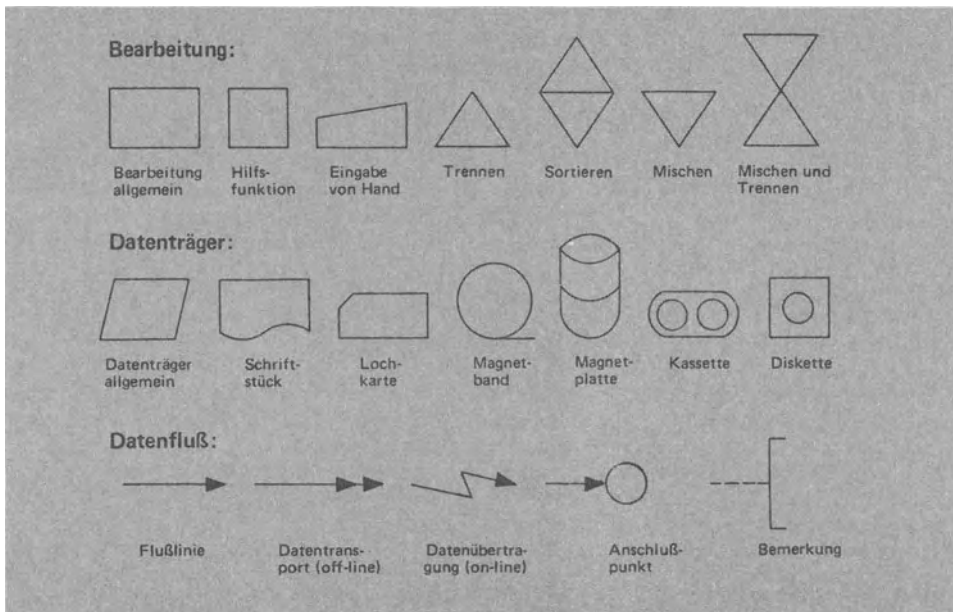 Bearbeitung:
Bearbeitung
allgemein
Hilfs-
funktion
Eingabe
von Hand
Trennen
Sortieren
Mischen
Mischen und
Trennen
Datenträger:
Datenträger
allgemein
Schrift-
stück
Loch-
karte
Magnet-
band
Magnet-
platte
Kassette
Diskette
Datenfluß:
Flußlinie
Datentrans-
port (off-line)
Datenübertra-
gung (on-line)
Anschluß-
punkt
Bemerkung